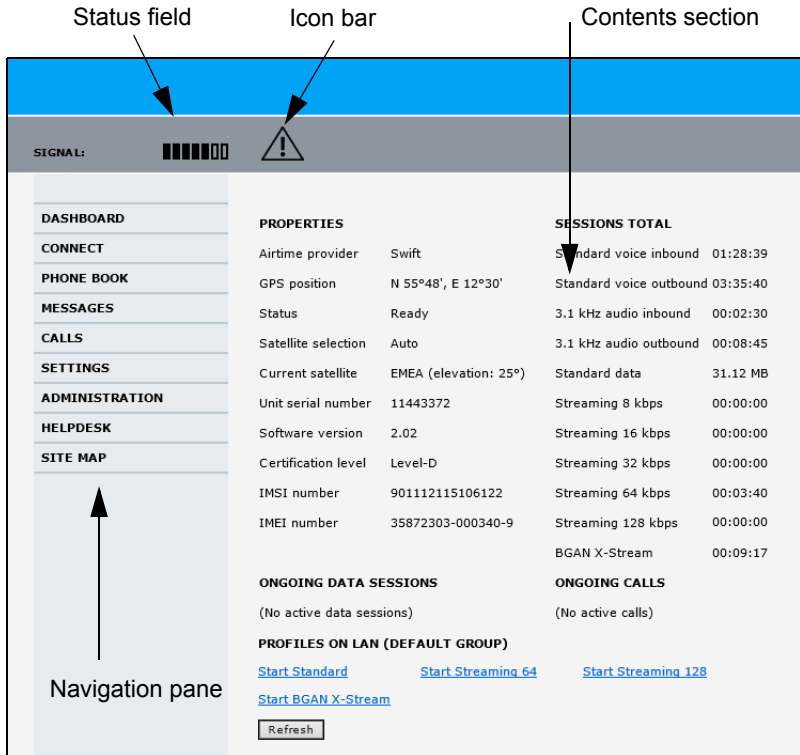 Status field
Icon bar
Contents section
SIGNAL:
DASHBOARD
CONNECT
PHONE BOOK
MESSAGES
CALLS
SETTINGS
ADMINISTRATION
HELPDESK
SITE MAP
Navigation pane
PROPERTIES
Airtime provider Swift
GPS position N 55°48', E 12°30'
Status Ready
Satellite selection Auto
Current satellite EMEA (elevation: 25°)
Unit serial number 11443372
Software version 2.02
Certification level Level-D
IMSI number 901112115106122
IMEI number 35872303-000340-9
SESSIONS TOTAL
Standard voice inbound 01:28:39
Standard voice outbound 03:35:40
3.1 kHz audio inbound 00:02:30
3.1 kHz audio outbound 00:08:45
Standard data 31.12 MB
Streaming 8 kbps 00:00:00
Streaming 16 kbps 00:00:00
Streaming 32 kbps 00:00:00
Streaming 64 kbps 00:03:40
Streaming 128 kbps 00:00:00
BGAN X-Stream 00:09:17
ONGOING DATA SESSIONS
(No active data sessions)
ONGOING CALLS
(No active calls)
PROFILES ON LAN (DEFAULT GROUP)
Start Standard Start Streaming 64 Start Streaming 128
Start BGAN X-Stream
Refresh